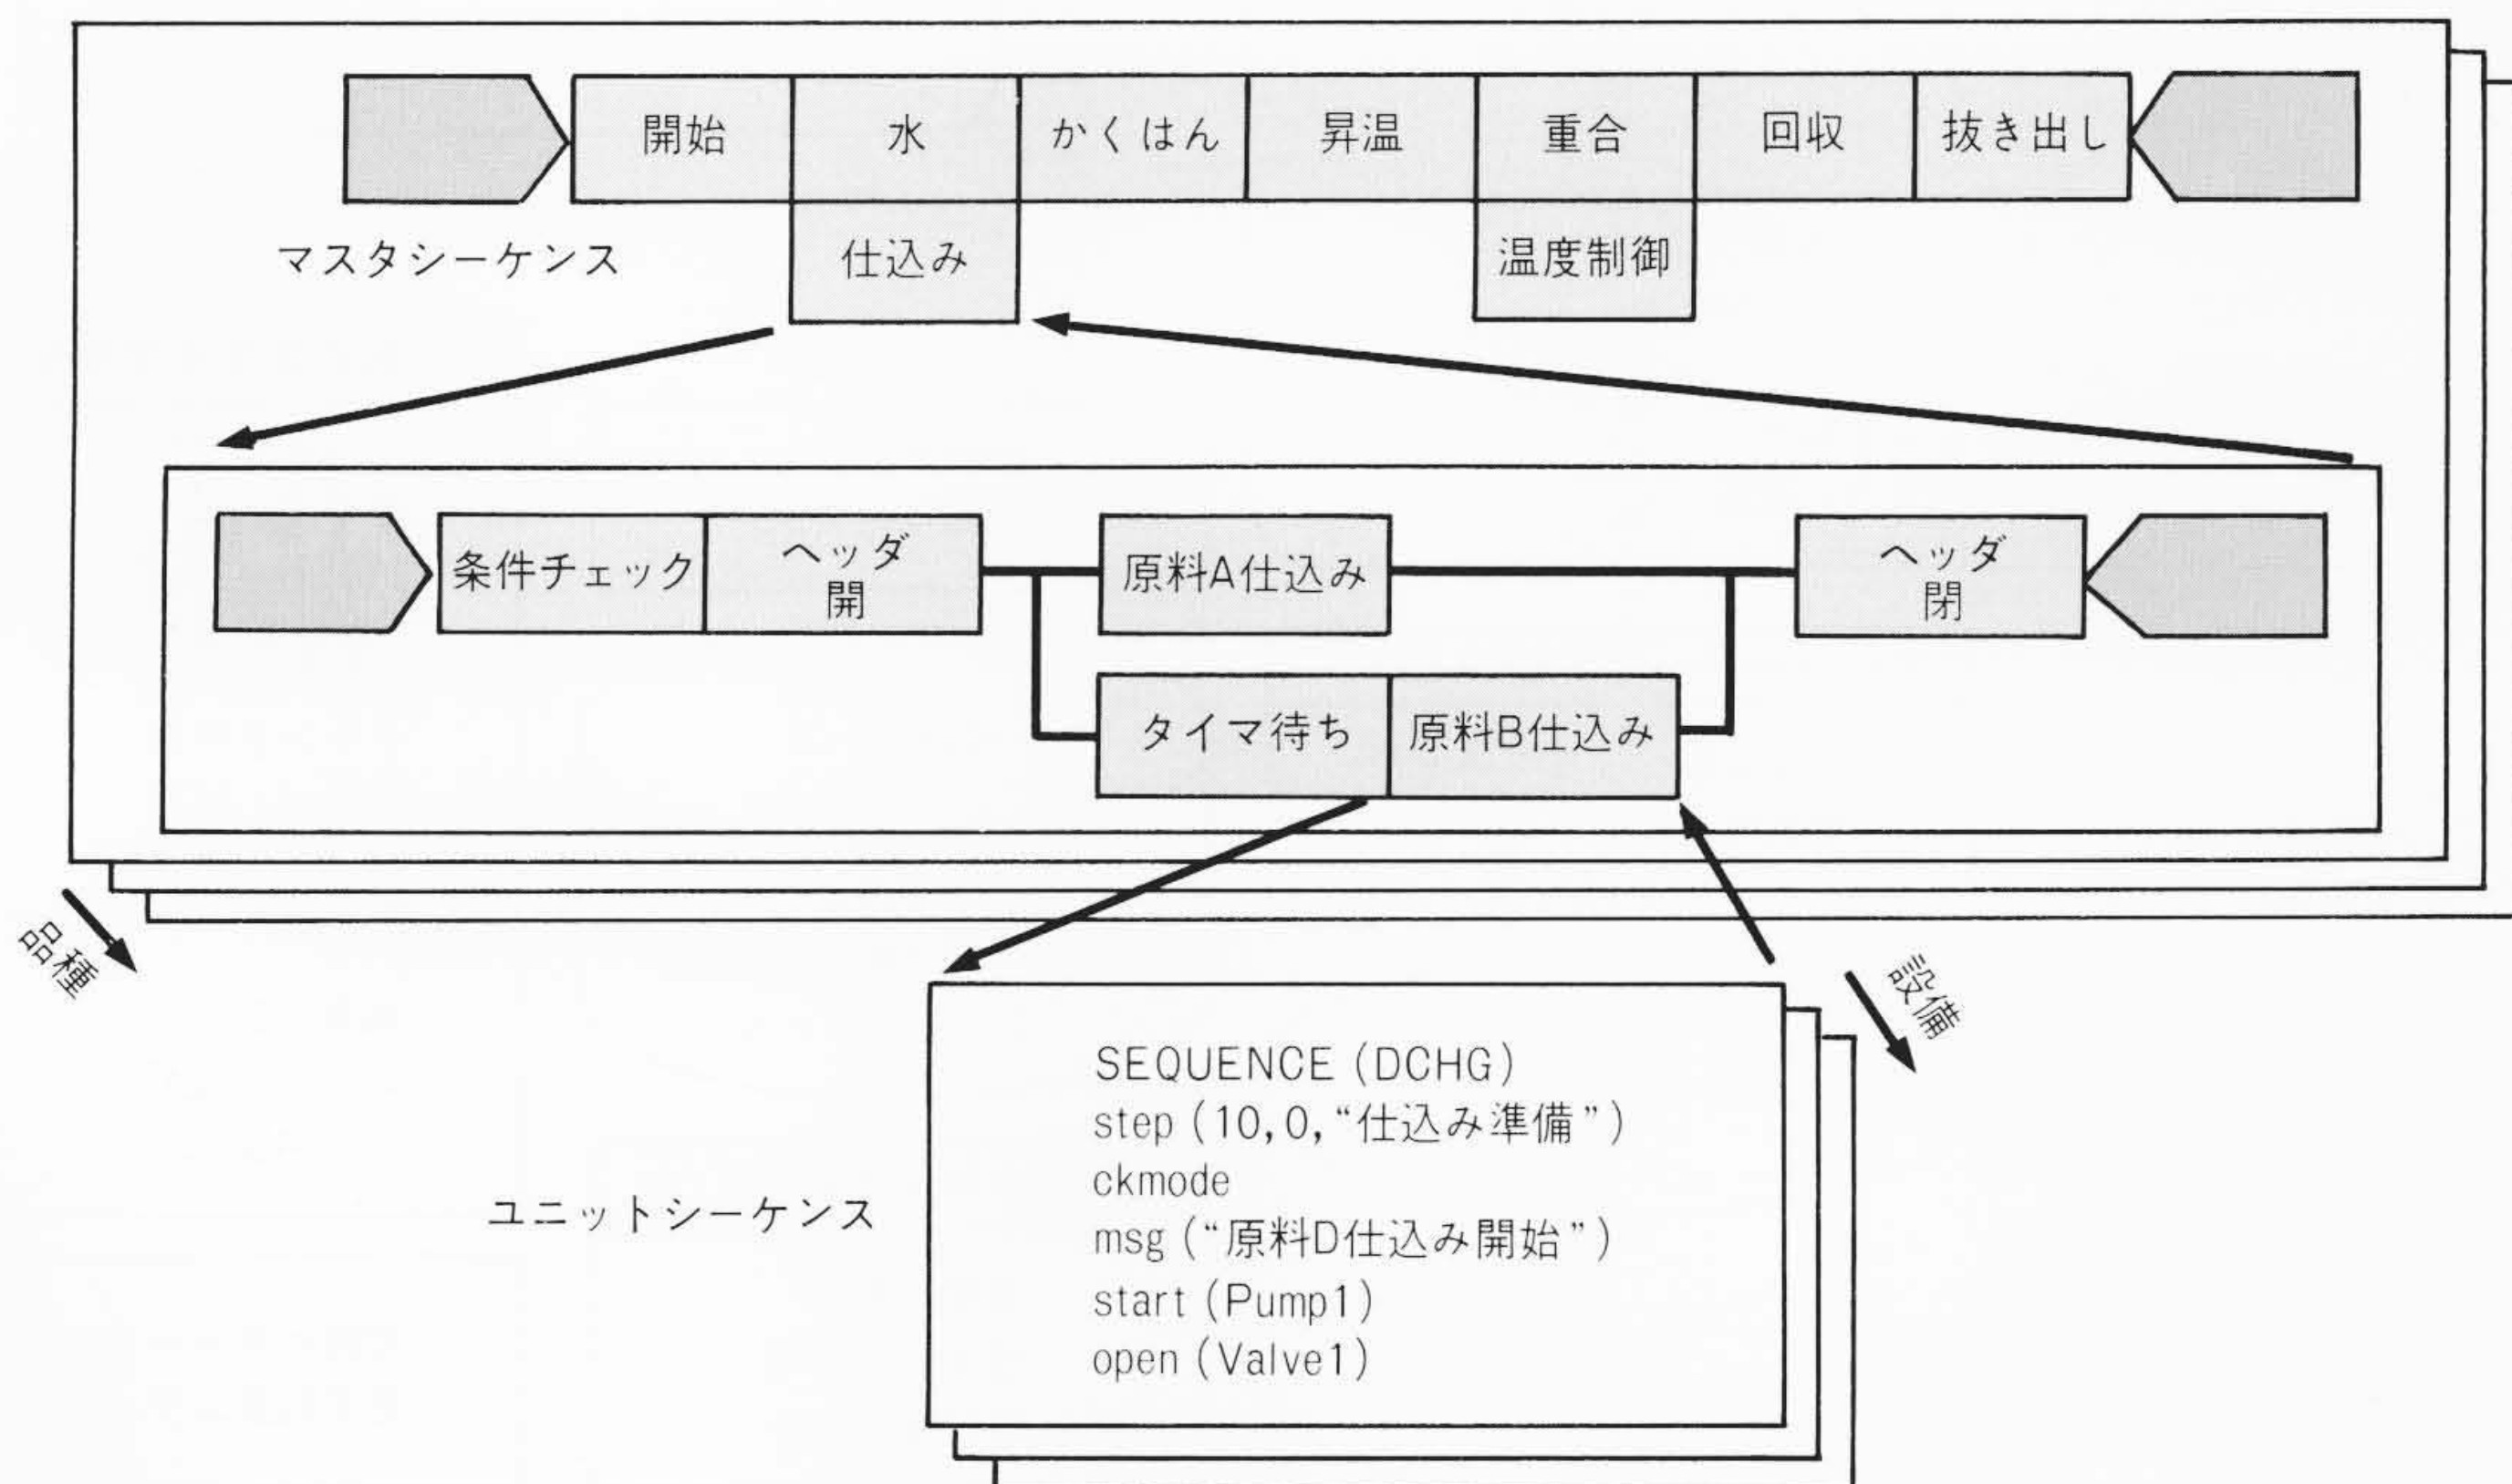 開始
水
かくはん
昇温
重合
回収
抜き出し
マスタシーケンス
仕込み
温度制御
条件チェック
ヘッダ
開
原料A仕込み
ヘッダ
閉
タイマ待ち
原料B仕込み
品種
設備
SEQUENCE (DCHG)
step (10,0,“仕込み準備”)
ckmode
msg (“原料D仕込み開始”)
start (Pump1)
open (Valve1)
ユニットシーケンス